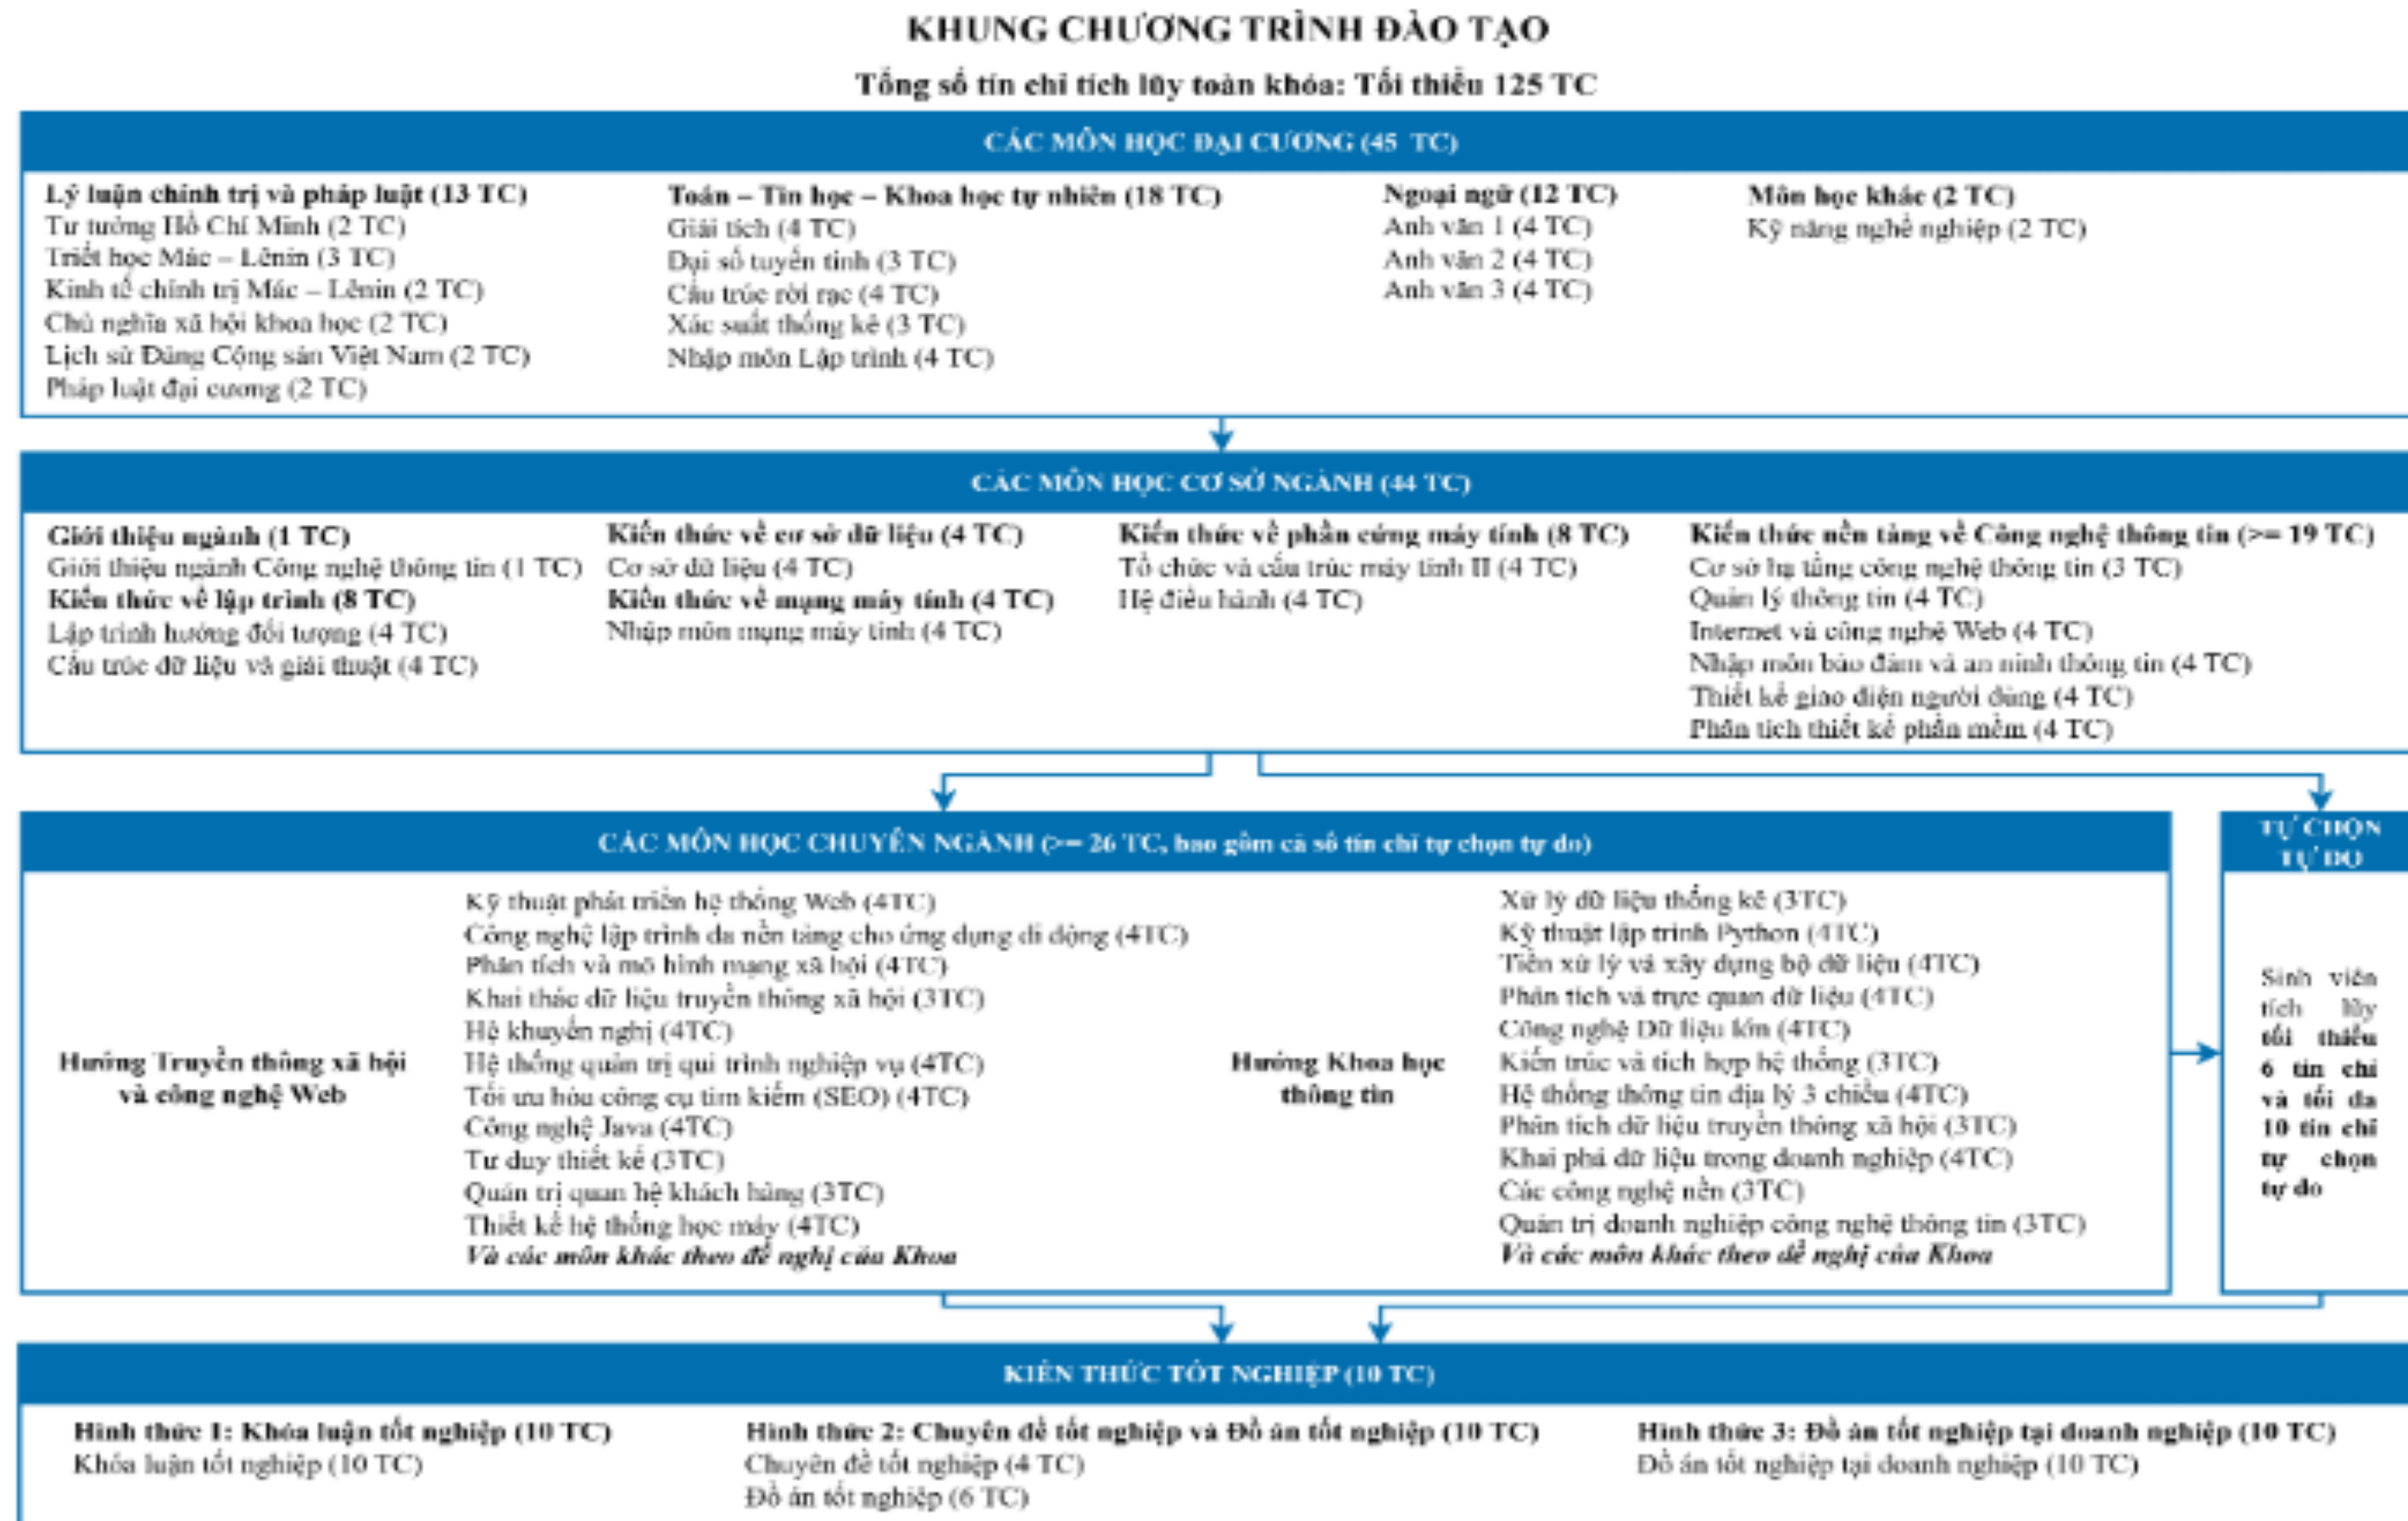 KHUNG CHƯƠNG TRÌNH ĐÀO TẠO
Tổng số tín chỉ tích lũy toàn khóa: Tối thiểu 125 TC
CÁC MÔN HỌC ĐẠI CƯƠNG (45 TC)
Lý luận chính trị và pháp luật (13 TC)
Tư tưởng Hồ Chí Minh (2 TC)
Triết học Mác – Lênin (3 TC)
Kinh tế chính trị Mác – Lênin (2 TC)
Chủ nghĩa xã hội khoa học (2 TC)
Lịch sử Đảng Cộng sản Việt Nam (2 TC)
Pháp luật đại cương (2 TC)
Toán – Tin học – Khoa học tự nhiên (18 TC)
Giải tích (4 TC)
Đại số tuyến tính (3 TC)
Cấu trúc rời rạc (4 TC)
Xác suất thống kê (3 TC)
Nhập môn Lập trình (4 TC)
Ngoại ngữ (12 TC)
Anh văn 1 (4 TC)
Anh văn 2 (4 TC)
Anh văn 3 (4 TC)
Môn học khác (2 TC)
Kỹ năng nghề nghiệp (2 TC)
CÁC MÔN HỌC CƠ SỞ NGÀNH (44 TC)
Giới thiệu ngành (1 TC)
Giới thiệu ngành Công nghệ thông tin (1 TC)
Kiến thức về lập trình (8 TC)
Lập trình hướng đối tượng (4 TC)
Cấu trúc dữ liệu và giải thuật (4 TC)
Kiến thức về cơ sở dữ liệu (4 TC)
Cơ sở dữ liệu (4 TC)
Kiến thức về mạng máy tính (4 TC)
Nhập môn mạng máy tính (4 TC)
Kiến thức về phần cứng máy tính (8 TC)
Tổ chức và cấu trúc máy tính II (4 TC)
Hệ điều hành (4 TC)
Kiến thức nền tảng về Công nghệ thông tin (>= 19 TC)
Cơ sở hạ tầng công nghệ thông tin (3 TC)
Quản lý thông tin (4 TC)
Internet và công nghệ Web (4 TC)
Nhập môn bảo đảm và an ninh thông tin (4 TC)
Thiết kế giao diện người dùng (4 TC)
Phân tích thiết kế phần mềm (4 TC)
CÁC MÔN HỌC CHUYÊN NGÀNH (>= 26 TC, bao gồm cả số tín chỉ tự chọn tự do)
Hướng Truyền thông xã hội
và công nghệ Web
Kỹ thuật phát triển hệ thống Web (4TC)
Công nghệ lập trình đa nền tảng cho ứng dụng di động (4TC)
Phân tích và mô hình mạng xã hội (4TC)
Khai thác dữ liệu truyền thông xã hội (3TC)
Hệ khuyến nghị (4TC)
Hệ thống quản trị qui trình nghiệp vụ (4TC)
Tối ưu hóa công cụ tìm kiếm (SEO) (4TC)
Công nghệ Java (4TC)
Tư duy thiết kế (3TC)
Quản trị quan hệ khách hàng (3TC)
Thiết kế hệ thống học máy (4TC)
Và các môn khác theo đề nghị của Khoa
Hướng Khoa học
thông tin
Xử lý dữ liệu thống kê (3TC)
Kỹ thuật lập trình Python (4TC)
Tiền xử lý và xây dựng bộ dữ liệu (4TC)
Phân tích và trực quan dữ liệu (4TC)
Công nghệ Dữ liệu lớn (4TC)
Kiến trúc và tích hợp hệ thống (3TC)
Hệ thống thông tin địa lý 3 chiều (4TC)
Phân tích dữ liệu truyền thông xã hội (3TC)
Khai phá dữ liệu trong doanh nghiệp (4TC)
Các công nghệ nền (3TC)
Quản trị doanh nghiệp công nghệ thông tin (3TC)
Và các môn khác theo đề nghị của Khoa
TỰ CHỌN
TỰ DO
Sinh viên
tích lũy
tối thiểu
6 tín chỉ
và tối đa
10 tín chỉ
tự chọn
tự do
KIẾN THỨC TỐT NGHIỆP (10 TC)
Hình thức 1: Khóa luận tốt nghiệp (10 TC)
Khóa luận tốt nghiệp (10 TC)
Hình thức 2: Chuyên đề tốt nghiệp và Đồ án tốt nghiệp (10 TC)
Chuyên đề tốt nghiệp (4 TC)
Đồ án tốt nghiệp (6 TC)
Hình thức 3: Đồ án tốt nghiệp tại doanh nghiệp (10 TC)
Đồ án tốt nghiệp tại doanh nghiệp (10 TC)